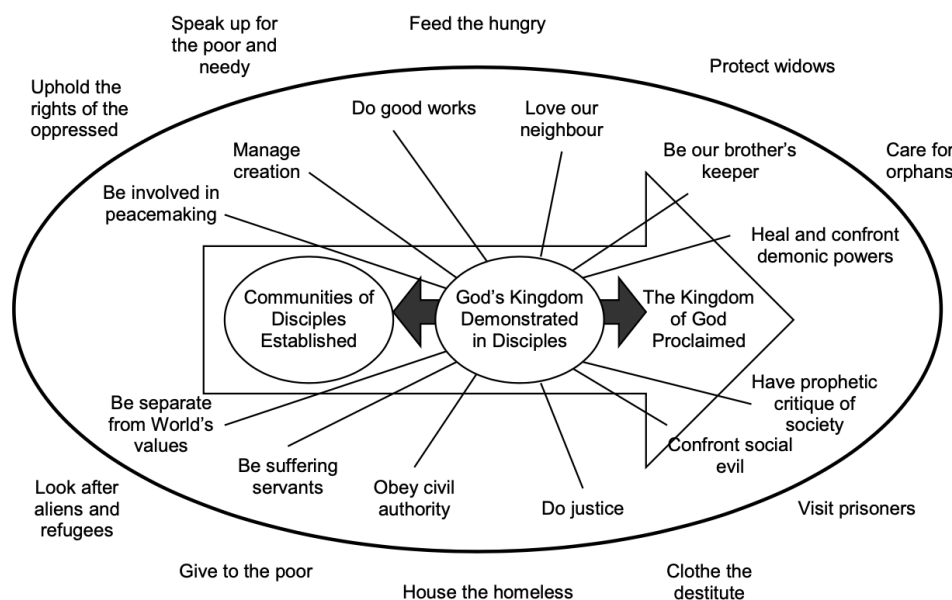 Speak up for
the poor and
needy
Feed the hungry
Protect widows
Uphold the
rights of the
oppressed
Do good works
Love our
neighbour
Manage
creation
Be our brother's
keeper
Care for
orphans
Be involved in
peacemaking
Heal and confront
demonic powers
Communities of
Disciples
Established
God's Kingdom
Demonstrated
in Disciples
The Kingdom
of God
Proclaimed
Be separate
from World's
values
Have prophetic
critique of
society
Be suffering
servants
Obey civil
authority
Do justice
Confront social
evil
Look after
aliens and
refugees
Visit prisoners
Give to the poor
House the homeless
Clothe the
destitute